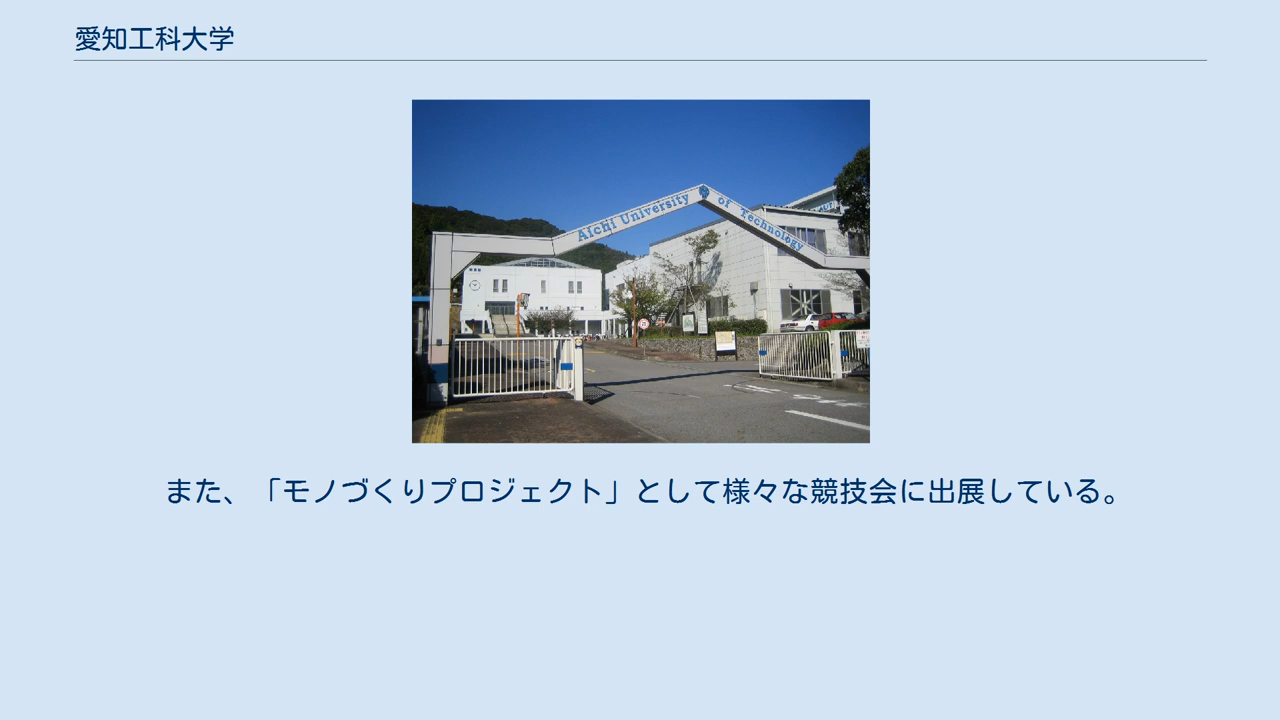 愛知工科大学
Aichi University of Technology
また、「モノづくりプロジェクト」として様々な競技会に出展している。